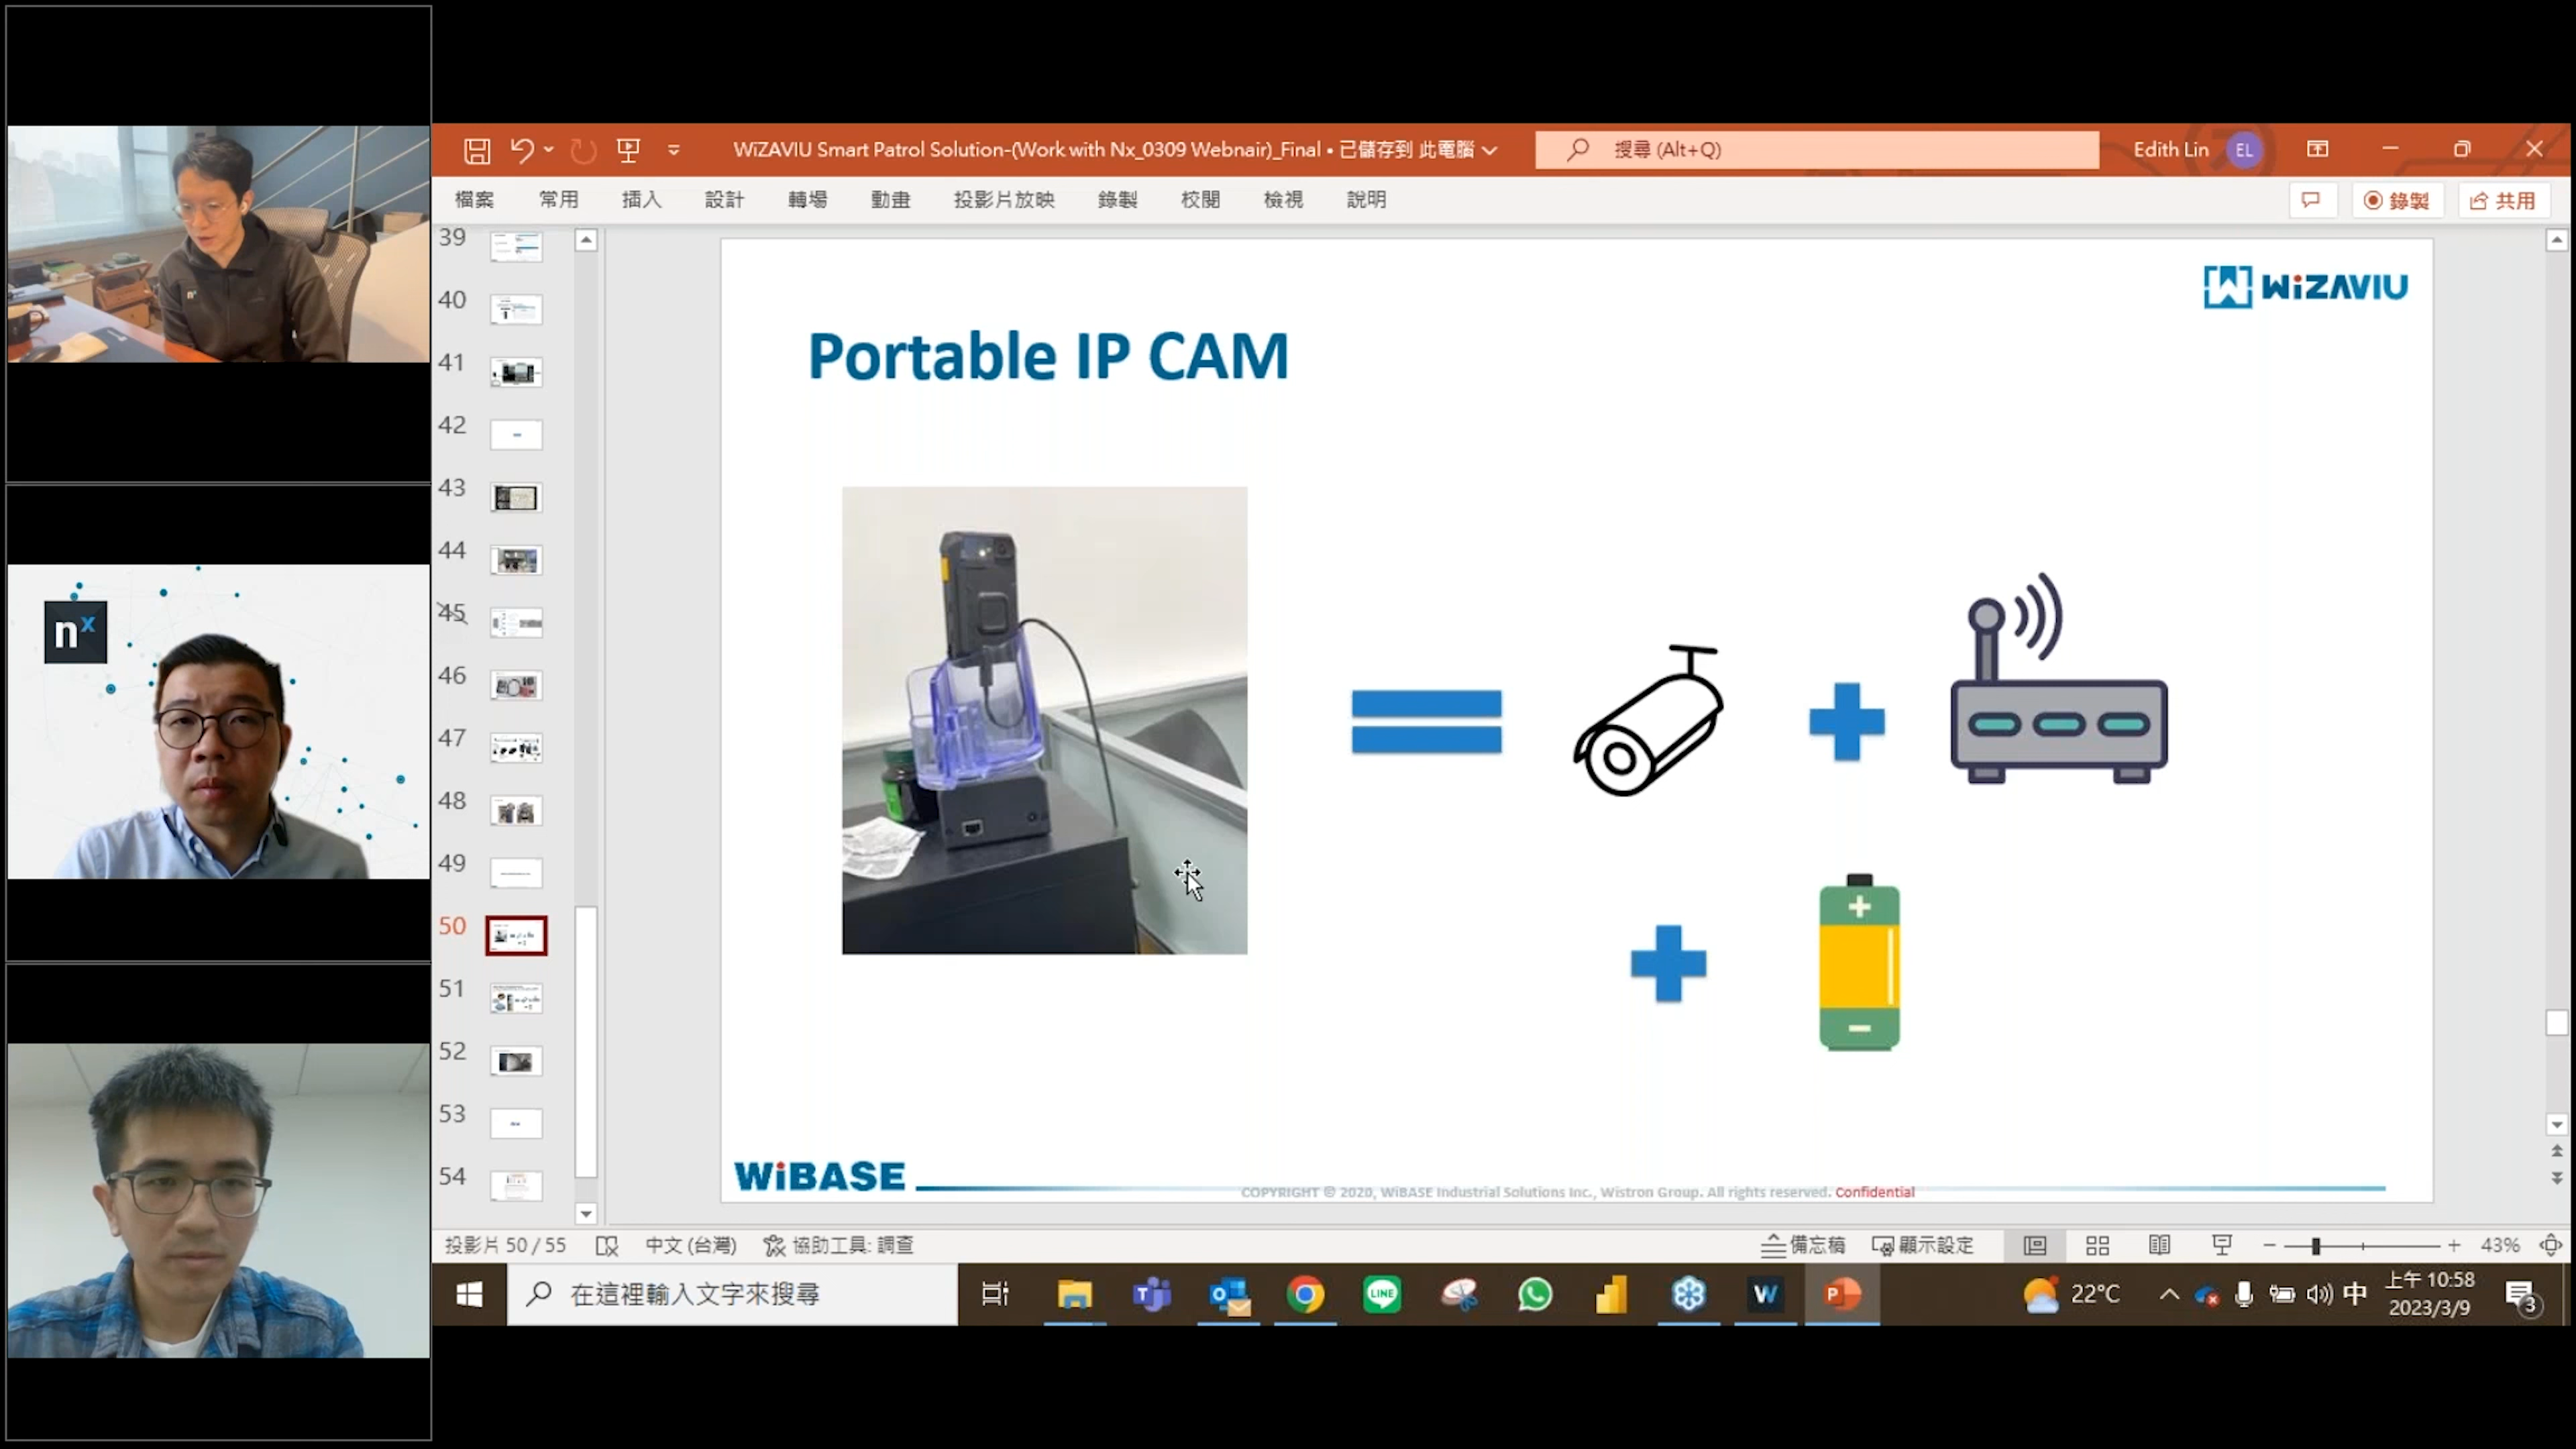 WiZAVIU Smart Patrol Solution-(Work with Nx_0309 Webnair)_Final • 已儲存到 此電腦
搜尋 (Alt+Q)
Edith Lin
EL
檔案 常用 插入 設計 轉場 動畫 投影片放映 錄製 校閱 檢視 說明
錄製
共用
39
40
41
42
43
44
45
46
47
48
49
50
51
52
53
54
WiZAVIU
Portable IP CAM
nx
WiBASE
COPYRIGHT © 2020, WiBASE Industrial Solutions Inc., Wistron Group. All rights reserved. Confidential
投影片 50 / 55
中文 (台灣)
協助工具: 調查
備忘稿
顯示設定
43%
在這裡輸入文字來搜尋
LINE
22°C
中
上午 10:58
2023/3/9
3